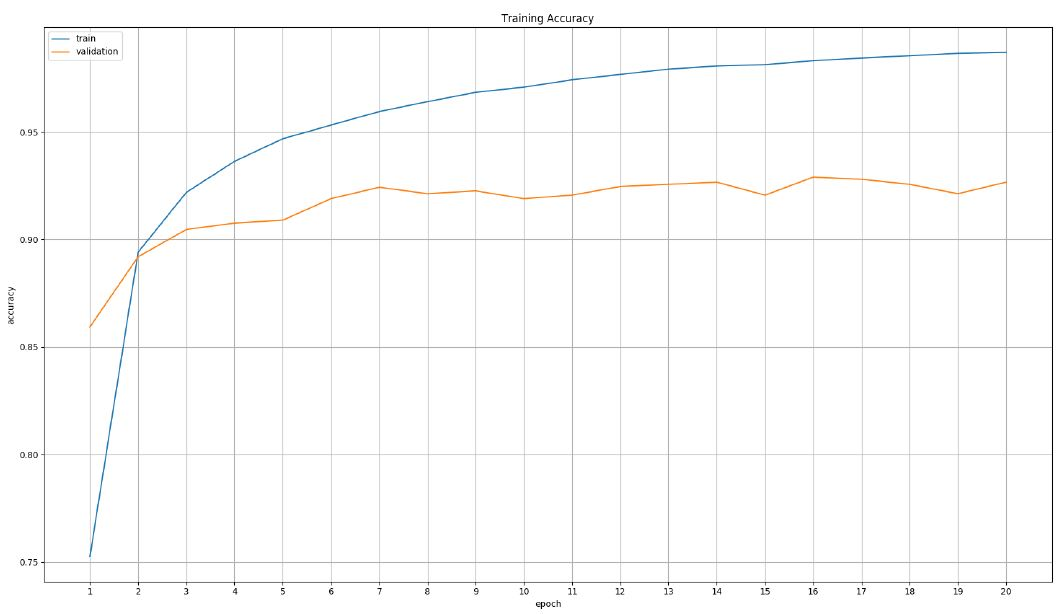 Training Accuracy
train
validation
0.95
0.90
0.85
0.80
0.75
accuracy
1 2 3 4 5 6 7 8 9 10 11 12 13 14 15 16 17 18 19 20
epoch